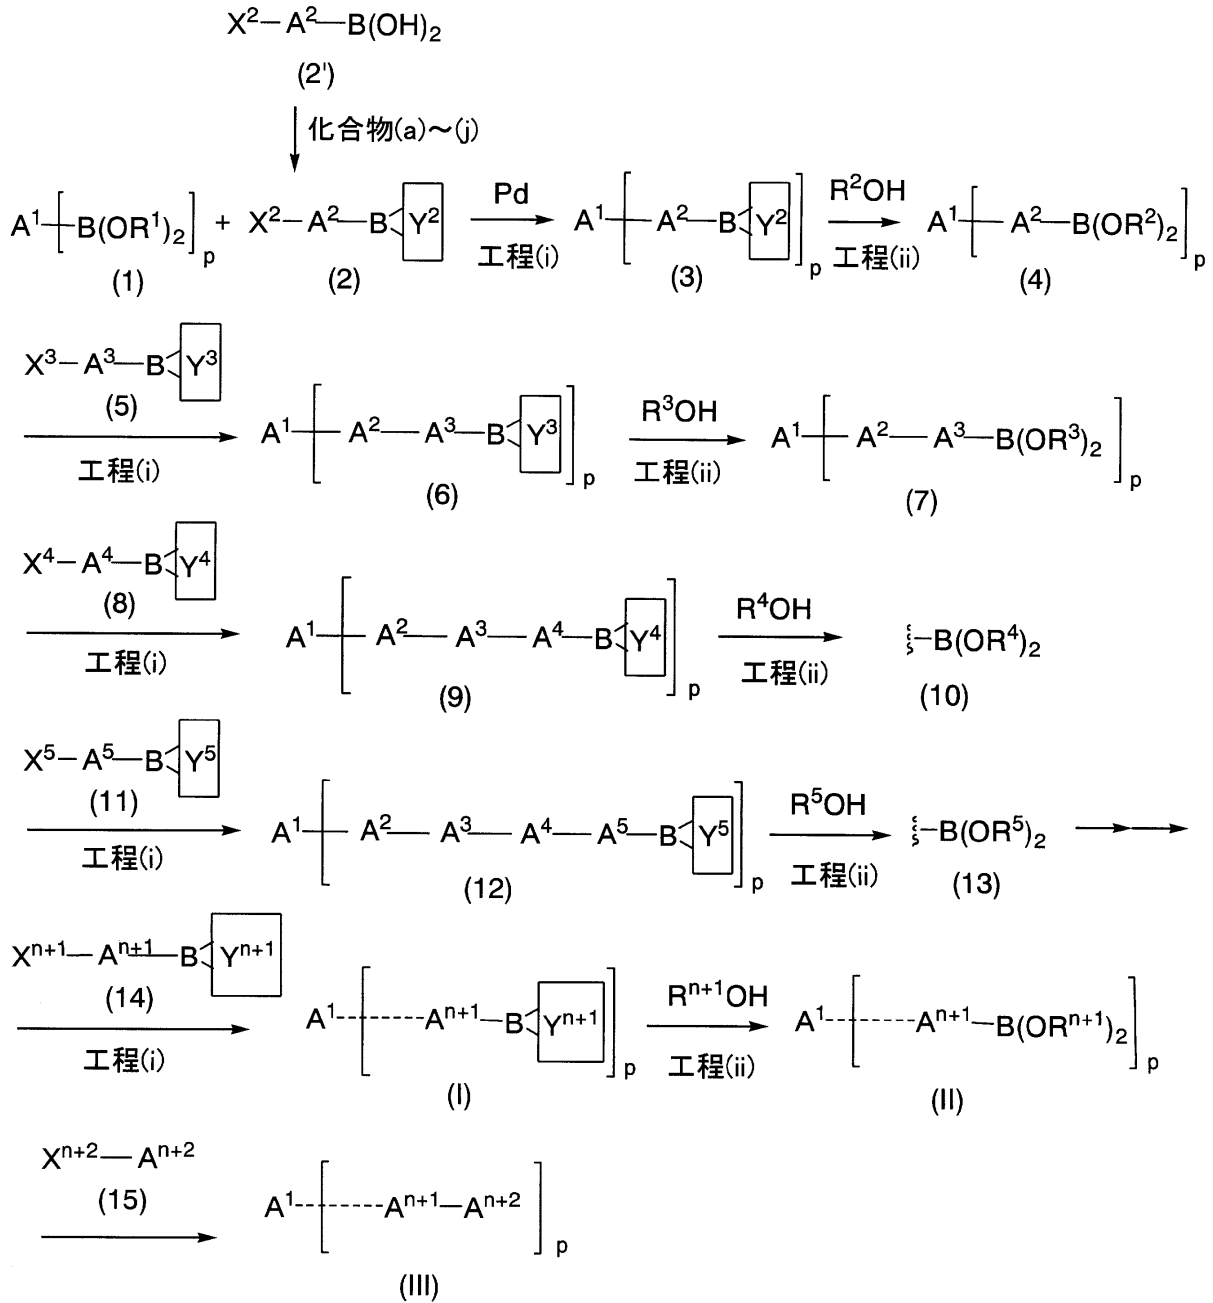 X²–A²–B(OH)₂
(2')
化合物(a)～(j)
A¹–[B(OR¹)₂]p + X²–A²–B Y² Pd 工程(i) A¹–[A²–B Y²]p R²OH 工程(ii) A¹–[A²–B(OR²)₂]p
(1) (2) (3) (4)
X³–A³–B Y³
(5)
工程(i) A¹–[A²–A³–B Y³]p R³OH 工程(ii) A¹–[A²–A³–B(OR³)₂]p
(6) (7)
X⁴–A⁴–B Y⁴
(8)
工程(i) A¹–[A²–A³–A⁴–B Y⁴]p R⁴OH 工程(ii) –B(OR⁴)₂
(9) (10)
X⁵–A⁵–B Y⁵
(11)
工程(i) A¹–[A²–A³–A⁴–A⁵–B Y⁵]p R⁵OH 工程(ii) –B(OR⁵)₂
(12) (13)
Xⁿ⁺¹–Aⁿ⁺¹–B Yⁿ⁺¹
(14)
工程(i) A¹----[----Aⁿ⁺¹–B Yⁿ⁺¹]p Rⁿ⁺¹OH 工程(ii) A¹----[----Aⁿ⁺¹–B(ORⁿ⁺¹)₂]p
(I) (II)
Xⁿ⁺²–Aⁿ⁺²
(15)
A¹----[----Aⁿ⁺¹–Aⁿ⁺²]p
(III)